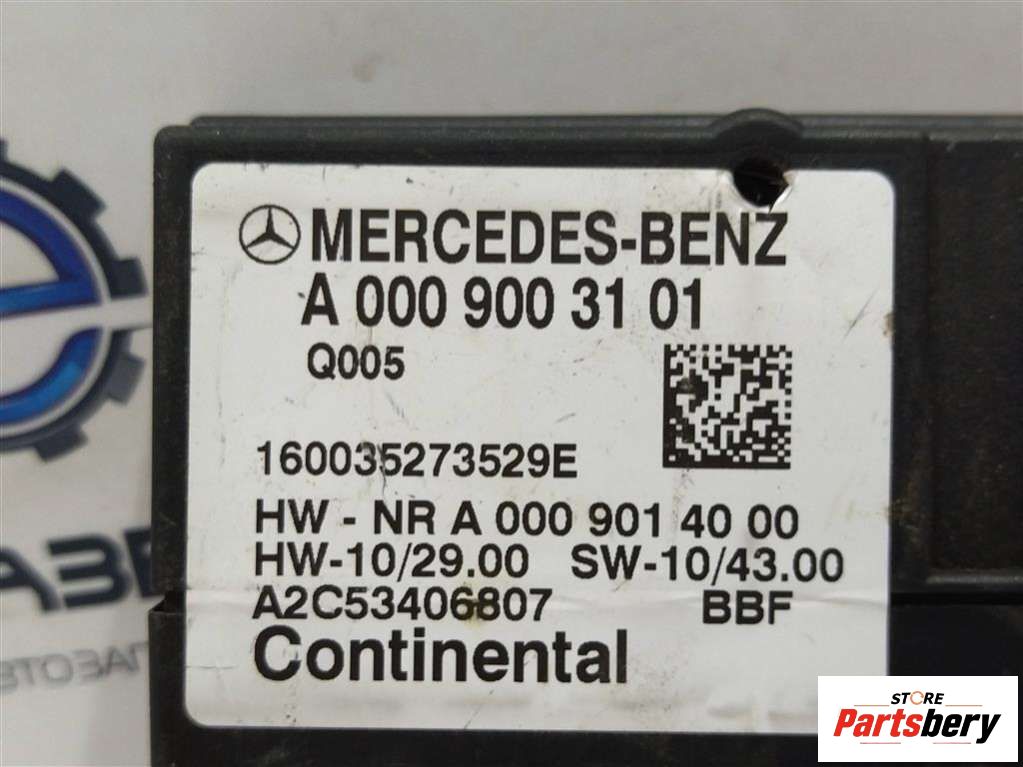 MERCEDES-BENZ
A 000 900 31 01
Q005
160035273529E
HW - NR A 000 901 40 00
HW-10/29.00 SW-10/43.00
A2C53406807 BBF
Continental
STORE
Partsbery